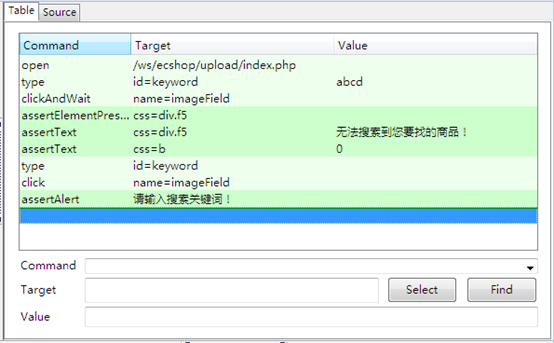 Table Source
Command Target Value
open /ws/ecshop/upload/index.php
type id=keyword abcd
clickAndWait name=imageField
assertElementPres... css=div.f5
assertText css=div.f5 无法搜索到您要找的商品！
assertText css=b 0
type id=keyword
click name=imageField
assertAlert 请输入搜索关键词！
Command
Target Select Find
Value